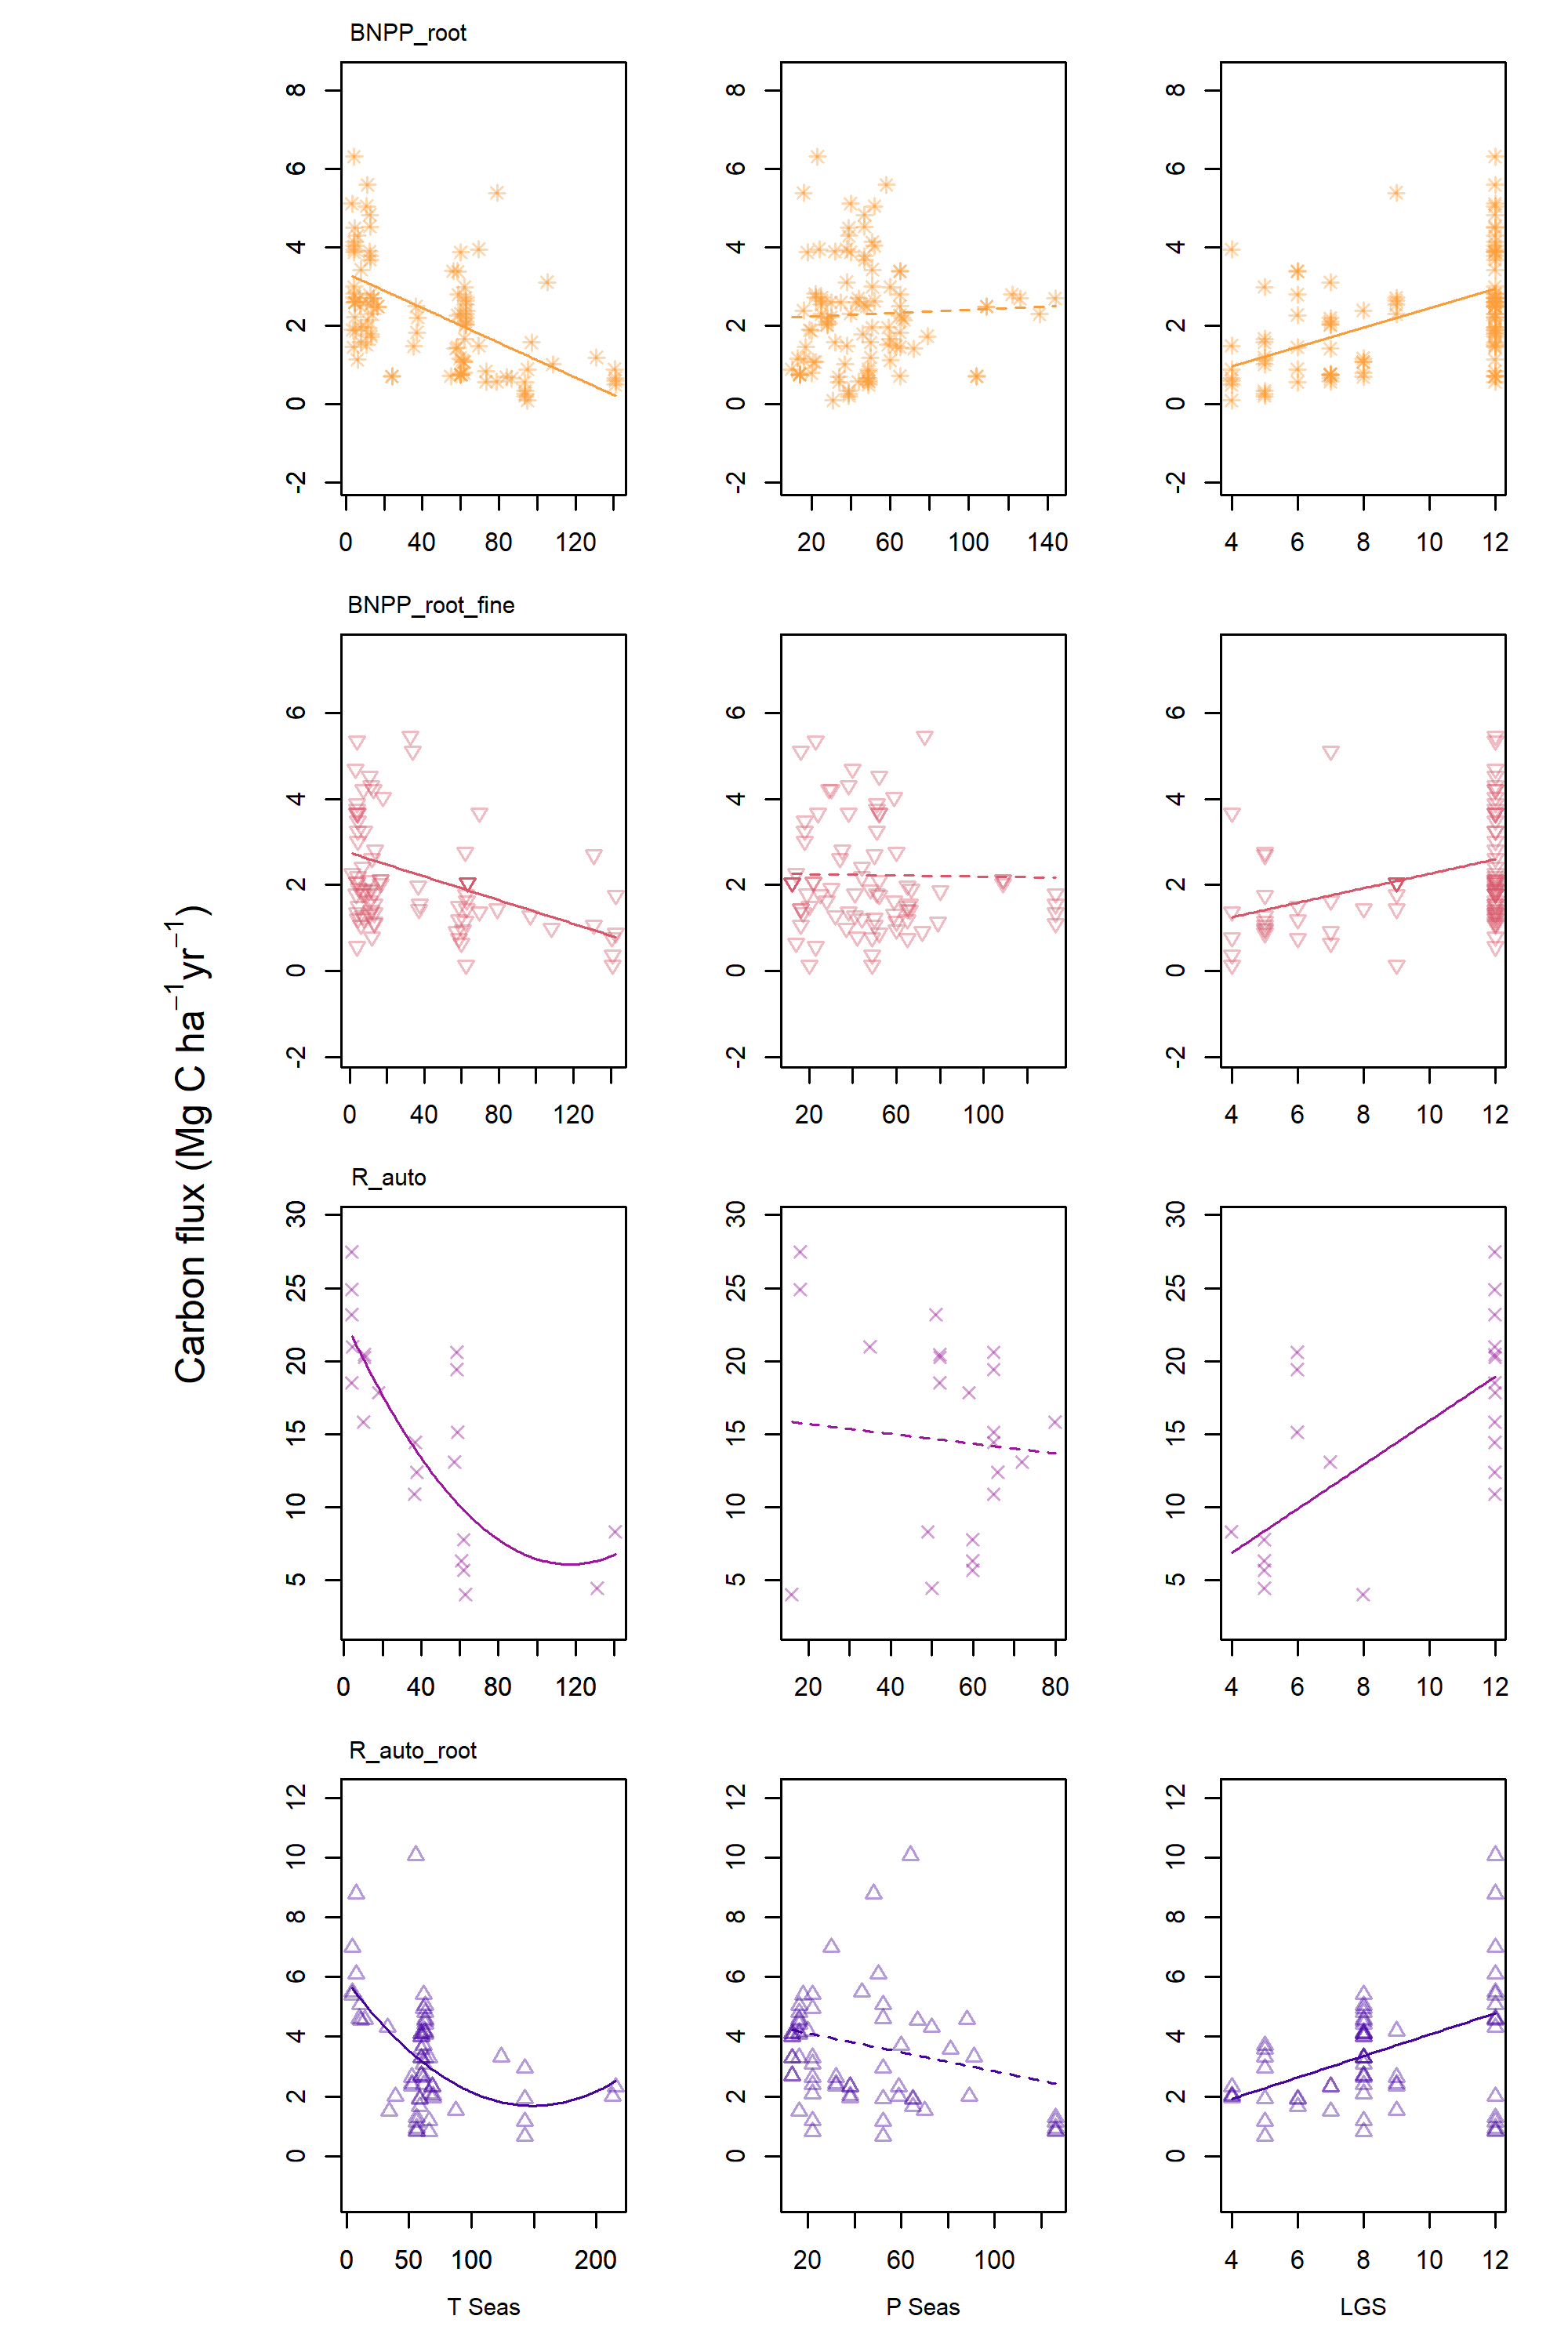 BNPP_root
8 6 4 2 0 -2
8 6 4 2 0 -2
8 6 4 2 0 -2
0 40 80 120
20 60 100 140
4 6 8 10 12
BNPP_root_fine
6 4 2 0 -2
6 4 2 0 -2
6 4 2 0 -2
0 40 80 120
20 60 100
4 6 8 10 12
Carbon flux (Mg C ha−1yr−1)
R_auto
30 25 20 15 10 5
30 25 20 15 10 5
30 25 20 15 10 5
0 40 80 120
20 40 60 80
4 6 8 10 12
R_auto_root
12 10 8 6 4 2 0
12 10 8 6 4 2 0
12 10 8 6 4 2 0
0 50 100 200
20 60 100
4 6 8 10 12
T Seas
P Seas
LGS